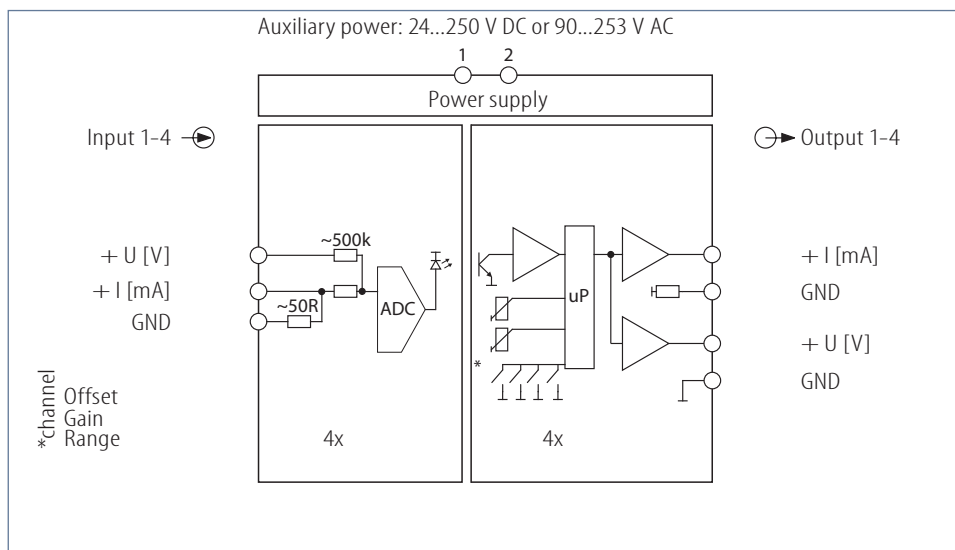 Auxiliary power: 24...250 V DC or 90...253 V AC
1 2
Power supply
Input 1-4
Output 1-4
~500k
+ U [V]
+ I [mA]
~50R
GND
ADC
uP
+ I [mA]
GND
+ U [V]
GND
*
*channel
Offset
Gain
Range
4x
4x